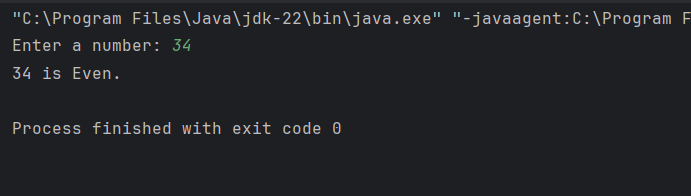 "C:\Program Files\Java\jdk-22\bin\java.exe" "-javaagent:C:\Program F
Enter a number: 34
34 is Even.
Process finished with exit code 0